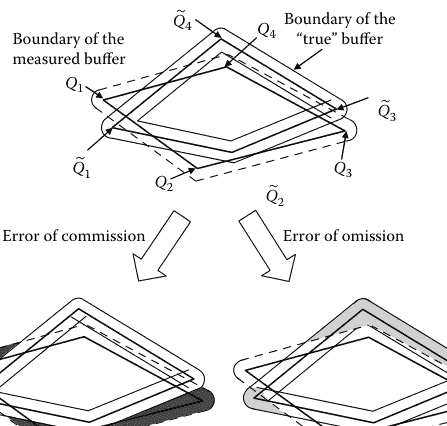 Q̃₄
Q₄
Boundary of the
“true” buffer
Boundary of the
measured buffer
Q₁
Q̃₃
Q̃₁
Q₂
Q₃
Q̃₂
Error of commission
Error of omission